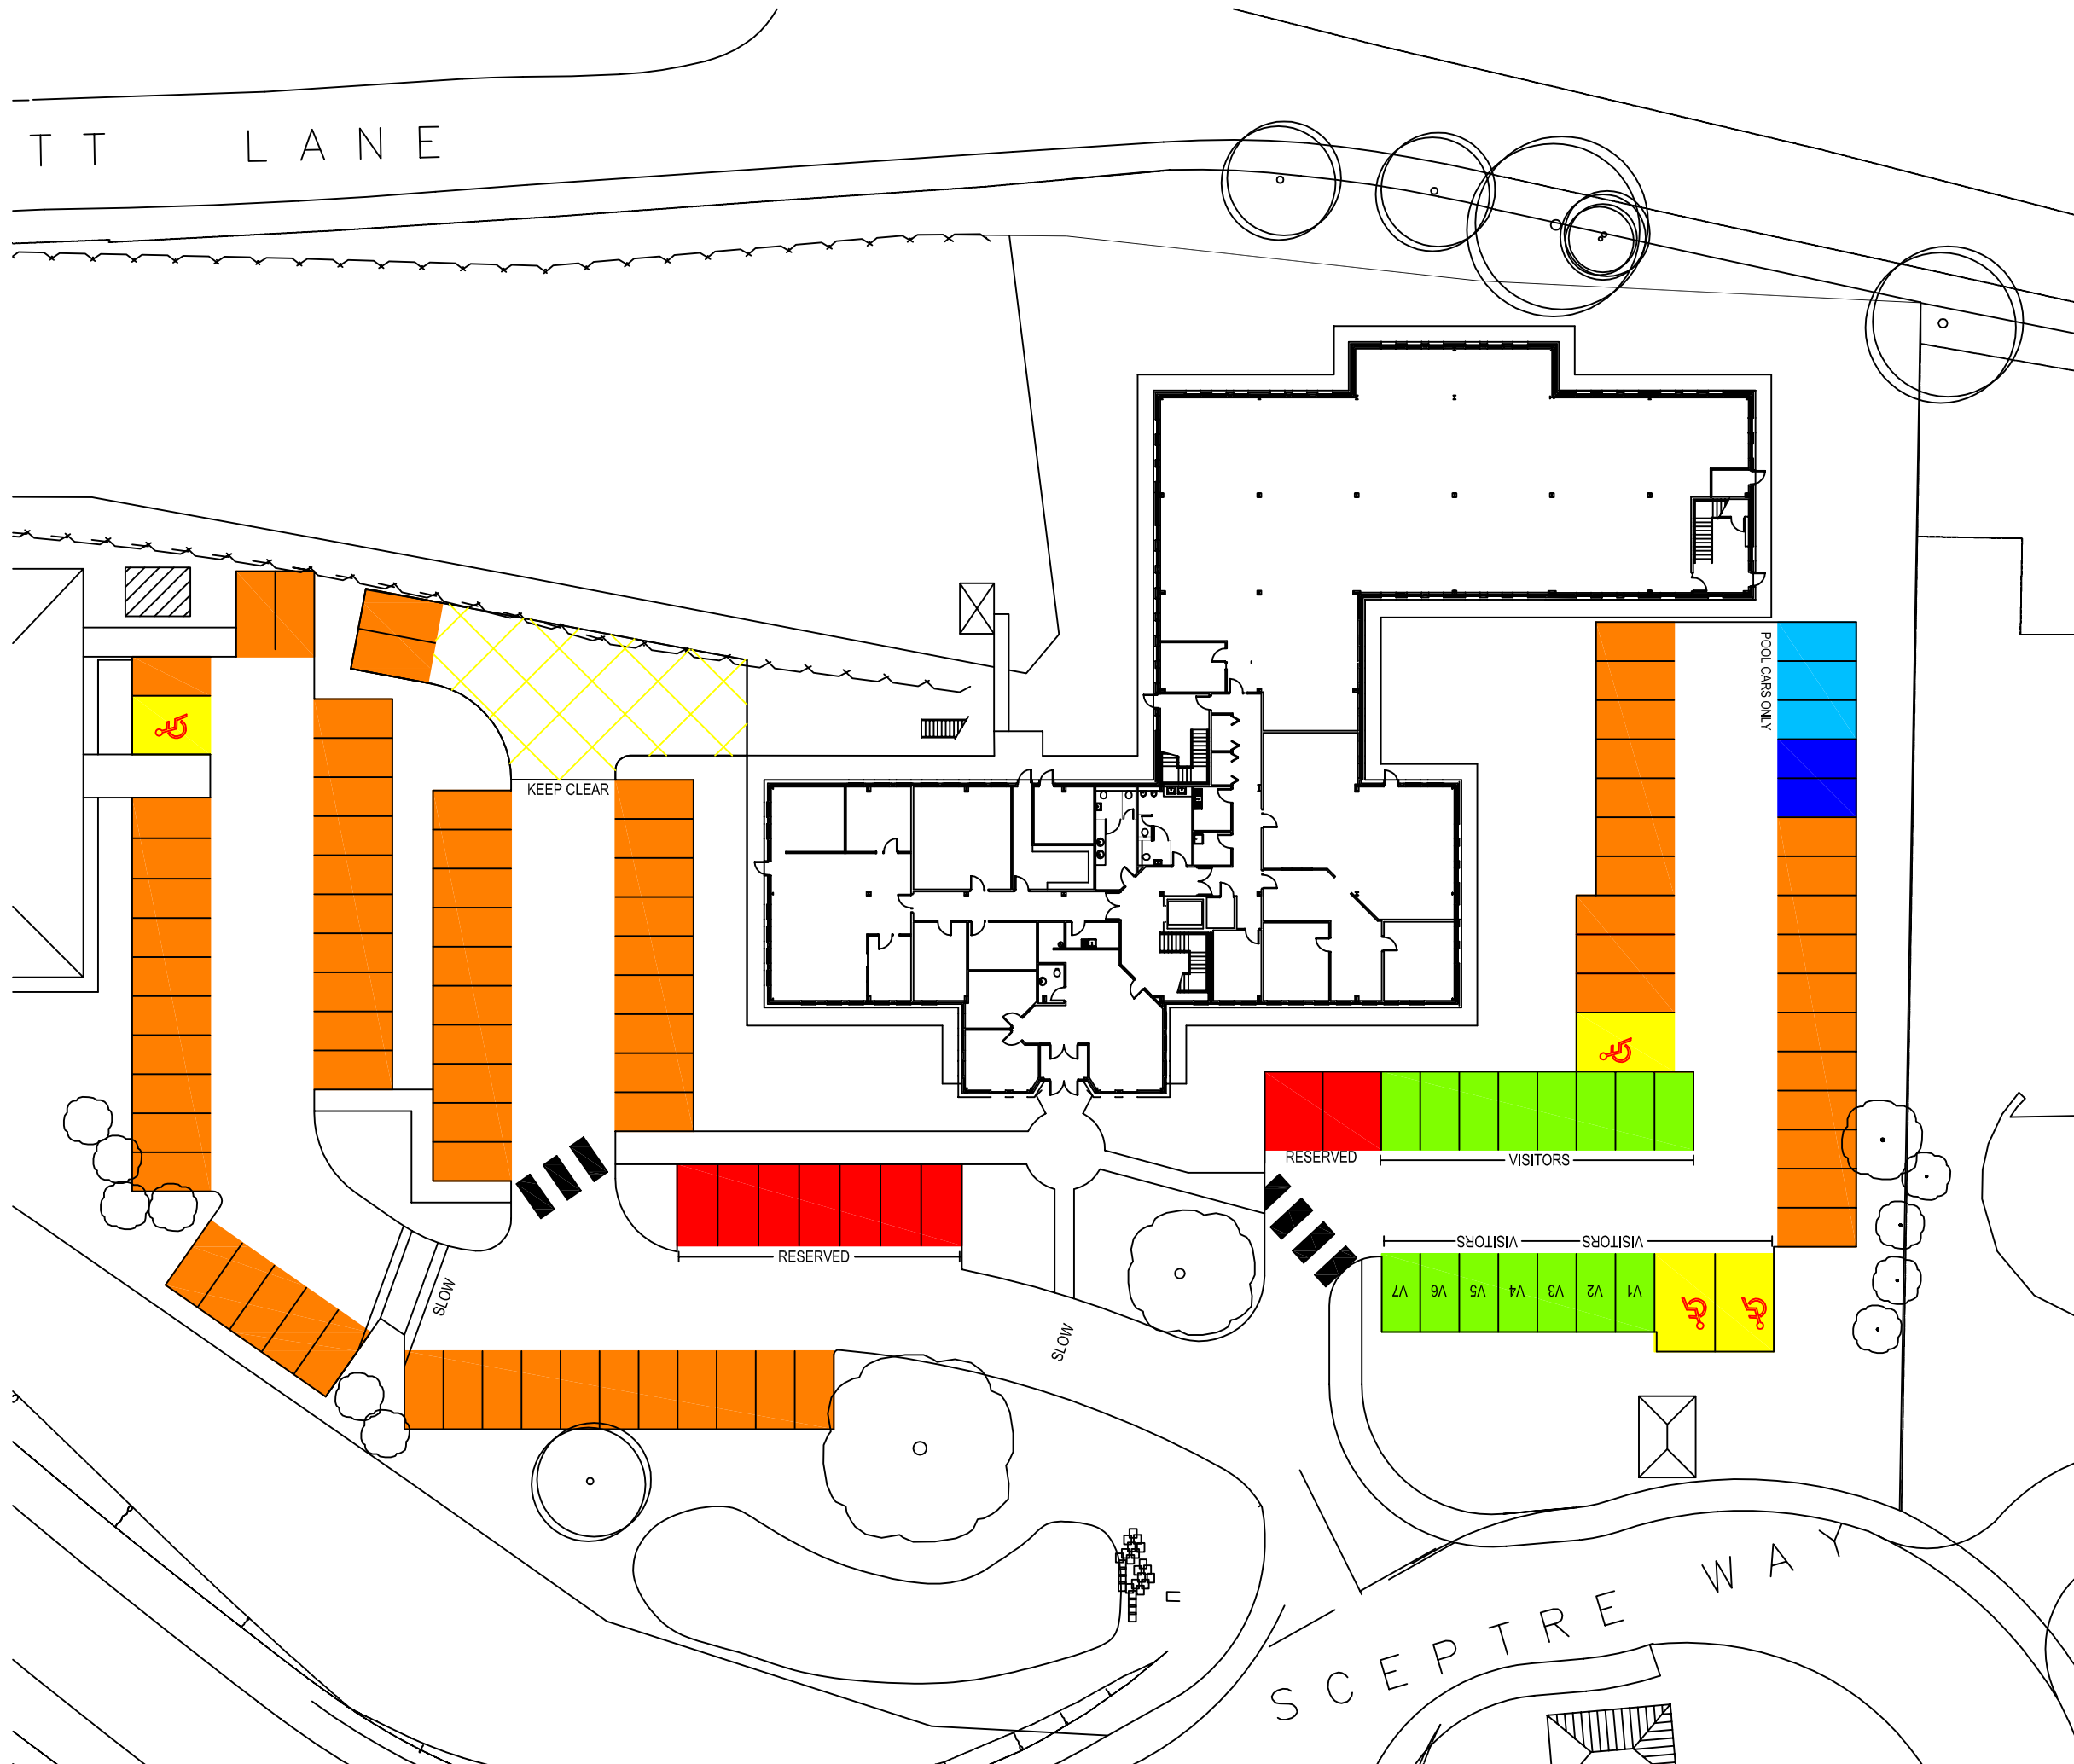 TT LANE
POOL CARS ONLY
KEEP CLEAR
RESERVED
VISITORS
VISITORS VISITORS
RESERVED
SLOW
V7 V6 V5 V4 V3 V2 V1
SLOW
SCEPTRE WAY